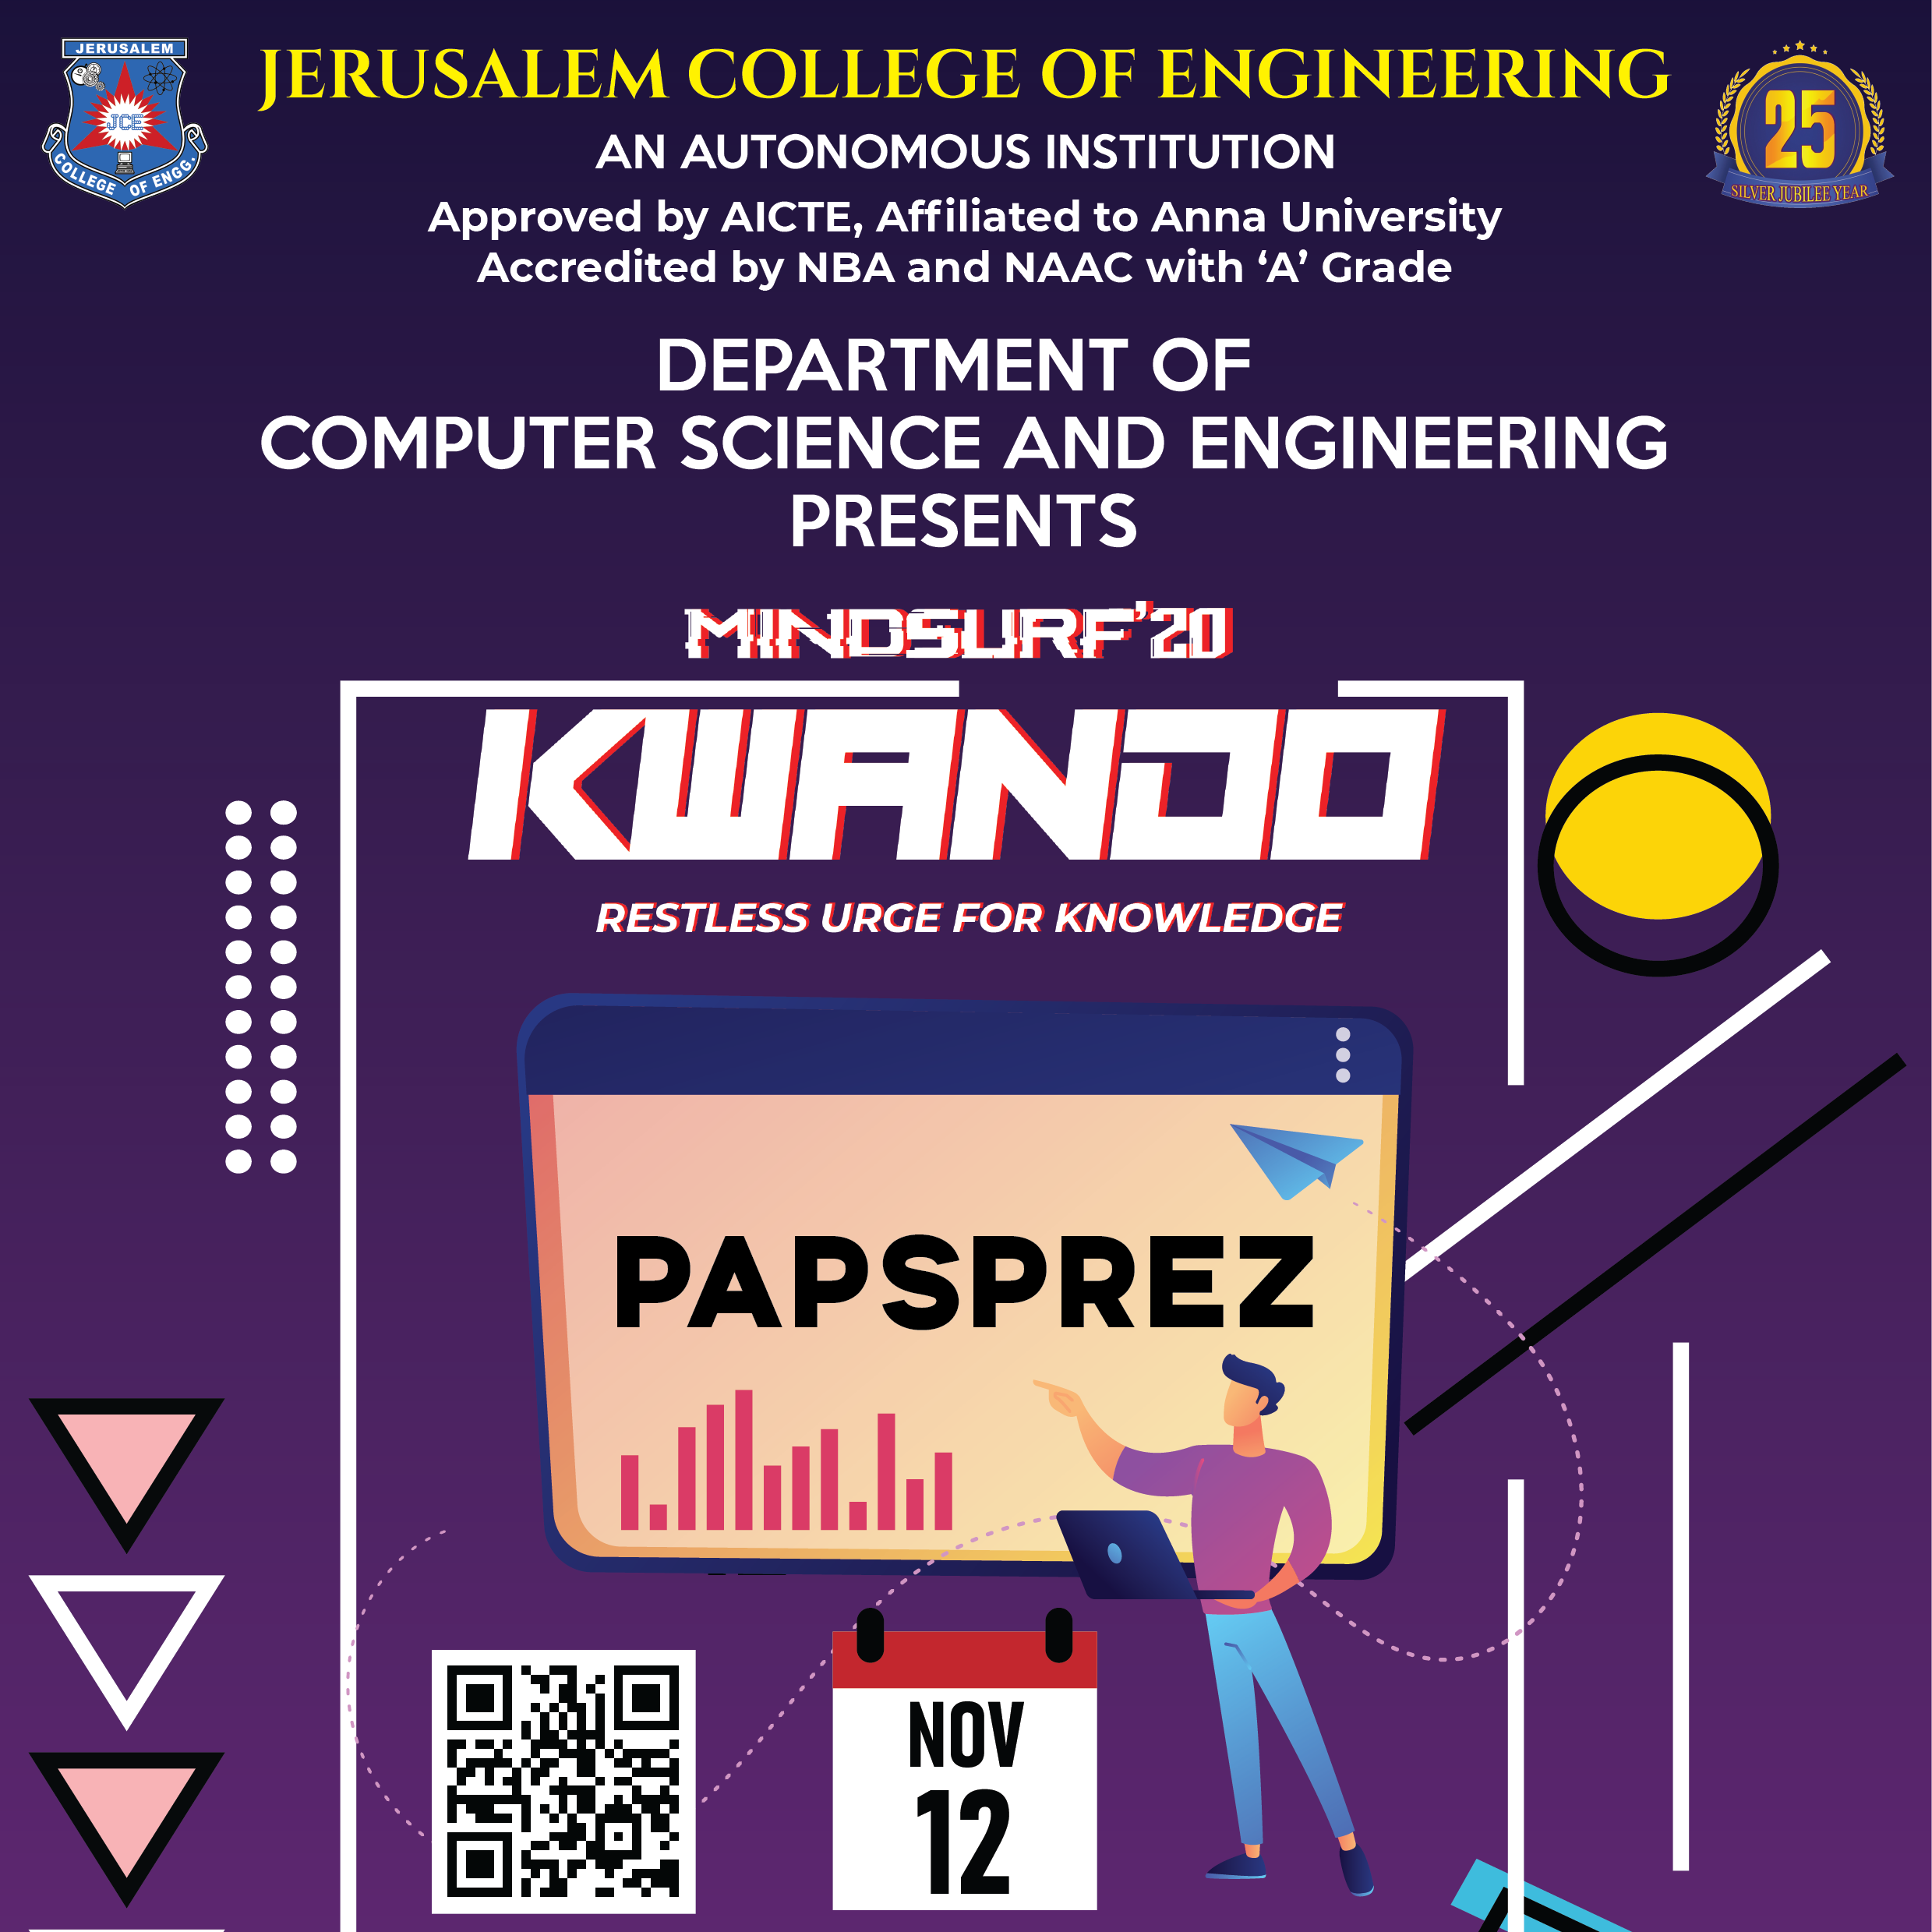 JERUSALEM
JCE
COLLEGE OF ENGG.
JERUSALEM COLLEGE OF ENGINEERING
AN AUTONOMOUS INSTITUTION
Approved by AICTE, Affiliated to Anna University
Accredited by NBA and NAAC with ‘A’ Grade
25
SILVER JUBILEE YEAR
DEPARTMENT OF
COMPUTER SCIENCE AND ENGINEERING
PRESENTS
MINDSURF’20
KWANDO
RESTLESS URGE FOR KNOWLEDGE
PAPSPREZ
NOV
12